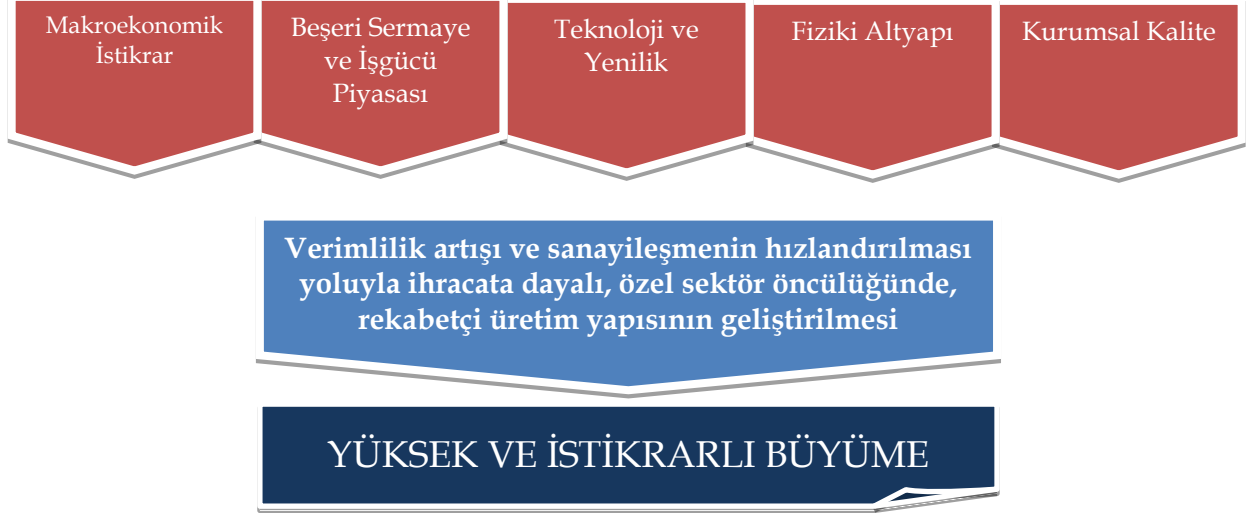 Makroekonomik
İstikrar
Beşeri Sermaye
ve İşgücü
Piyasası
Teknoloji ve
Yenilik
Fiziki Altyapı
Kurumsal Kalite
Verimlilik artışı ve sanayileşmenin hızlandırılması
yoluyla ihracata dayalı, özel sektör öncülüğünde,
rekabetçi üretim yapısının geliştirilmesi
YÜKSEK VE İSTİKRARLI BÜYÜME